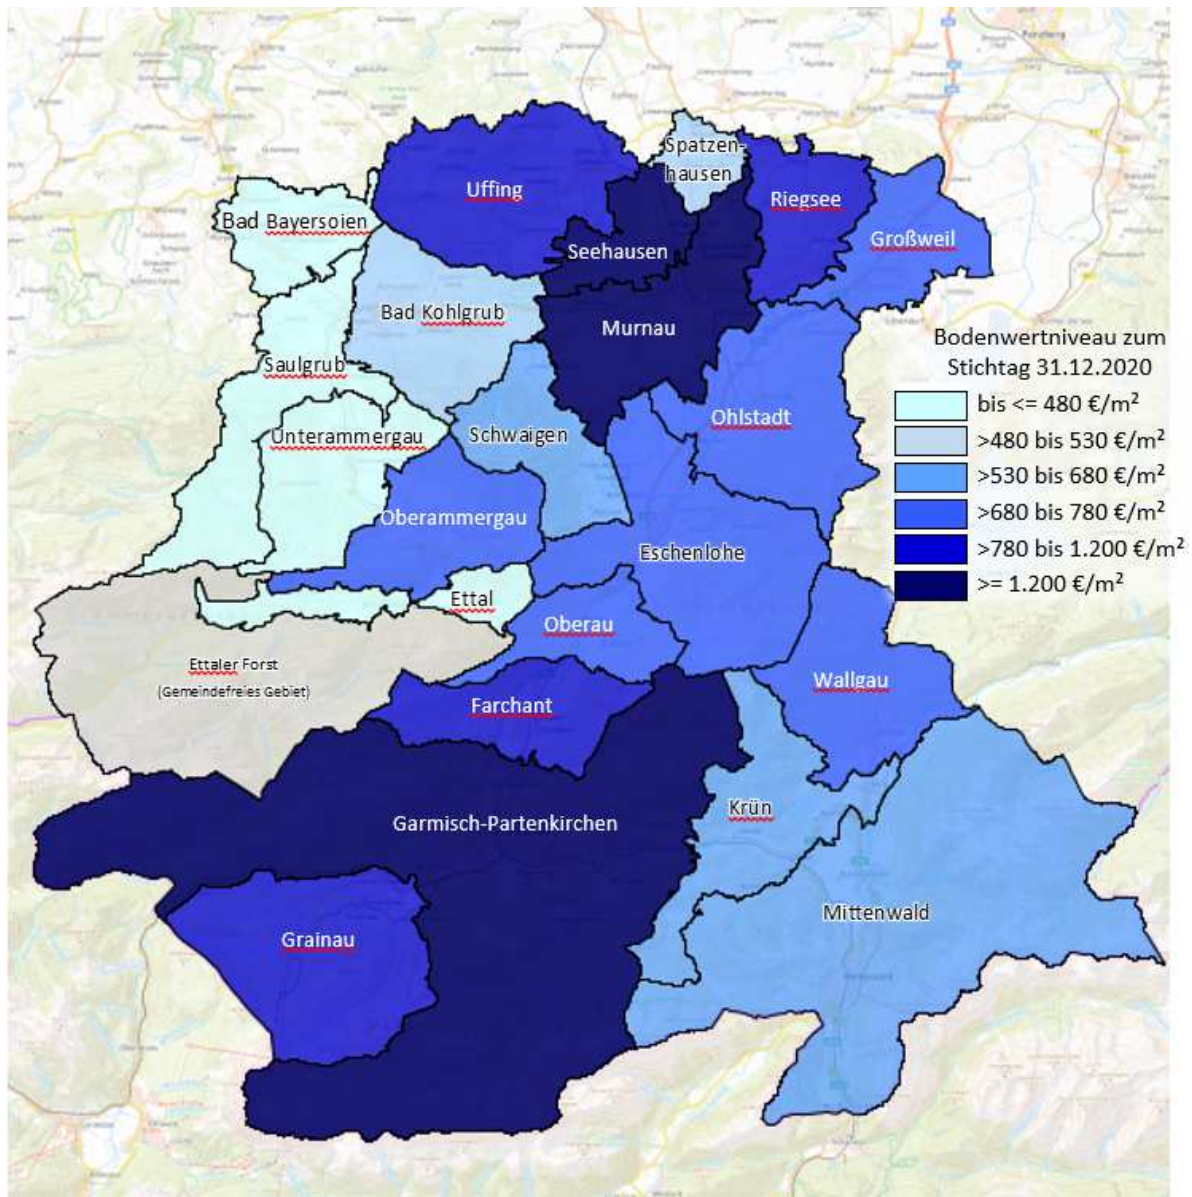 Spatzen-
hausen
Uffing
Riegsee
Bad Bayersoien
Großweil
Seehausen
Bad Kohlgrub
Murnau
Bodenwertniveau zum
Stichtag 31.12.2020
bis <= 480 €/m²
>480 bis 530 €/m²
>530 bis 680 €/m²
>680 bis 780 €/m²
>780 bis 1.200 €/m²
>= 1.200 €/m²
Saulgrub
Ohlstadt
Unterammergau
Schwaigen
Oberammergau
Eschenlohe
Ettal
Oberau
Ettaler Forst
(Gemeindefreies Gebiet)
Wallgau
Farchant
Krün
Garmisch-Partenkirchen
Mittenwald
Grainau